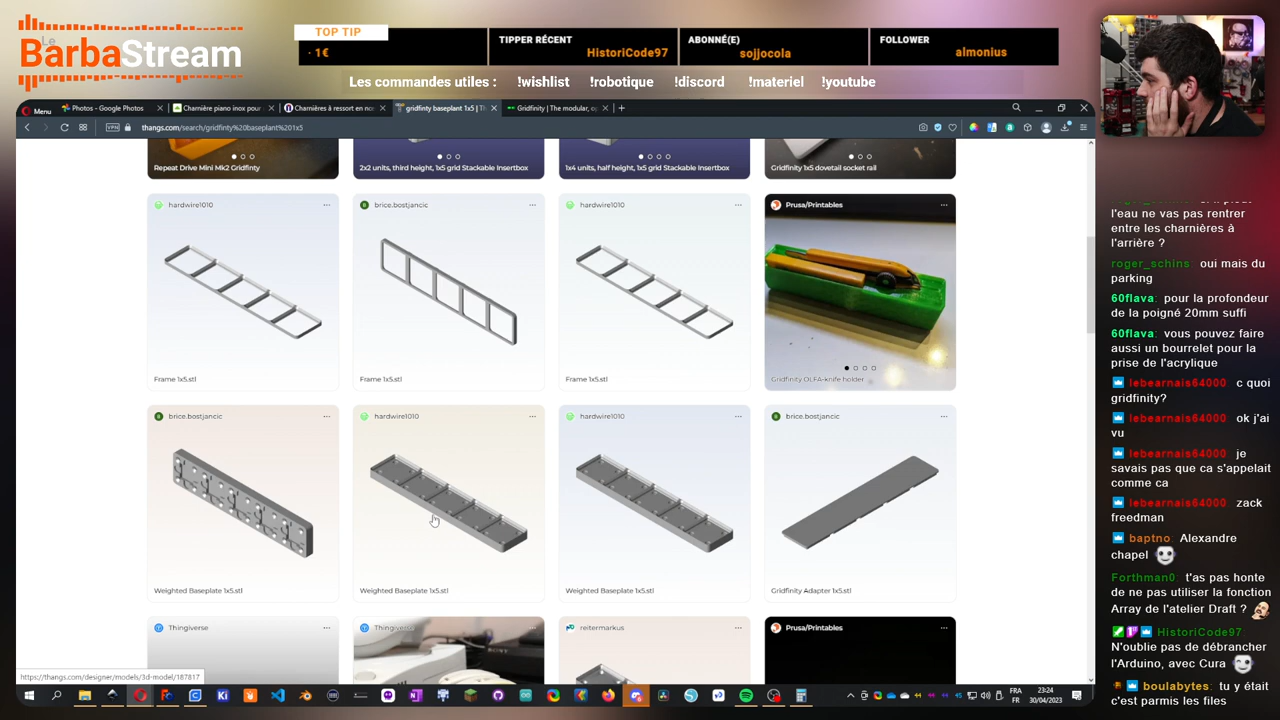 Le
BarbaStream
TOP TIP
· 1€
TIPPER RÉCENT
HistoriCode97
ABONNÉ(E)
sojjocola
FOLLOWER
almonius
Les commandes utiles : !wishlist !robotique !discord !materiel !youtube
Menu
Photos - Google Photos
Charnière piano inox pour
Charnières à ressort en no
gridfinty baseplant 1x5 | T
Gridfinity | The modular, o
VPN
thangs.com/search/gridfinty%20baseplant%201x5
Repeat Drive Mini Mk2 Gridfinty
2x2 units, third height, 1x5 grid Stackable Insertbox
1x4 units, half height, 1x5 grid Stackable Insertbox
Gridfinity 1x5 dovetail socket rail
hardwire1010
brice.bostjancic
hardwire1010
Prusa/Printables
Frame 1x5.stl
Frame 1x5.stl
Frame 1x5.stl
Gridfinity OLFA-knife holder
brice.bostjancic
hardwire1010
hardwire1010
brice.bostjancic
Weighted Baseplate 1x5.stl
Weighted Baseplate 1x5.stl
Weighted Baseplate 1x5.stl
Gridfinity Adapter 1x5.stl
Thingiverse
Thingiverse
reitermarkus
Prusa/Printables
https://thangs.com/designer/models/3d-model/187817
FRA
FR
23:24
30/04/2023
l'eau ne vas pas rentrer
entre les charnières à
l'arrière ?
roger_schins oui mais du
parking
60flava: pour la profondeur
de la poigné 20mm suffi
60flava: vous pouvez faire
aussi un bourrelet pour la
prise de l'acrylique
lebearnais64000: c quoi
gridfinity?
lebearnais64000: ok j'ai
vu
lebearnais64000: je
savais pas que ca s'appelait
comme ca
lebearnais64000: zack
freedman
baptno: Alexandre
chapel
Forthman0: t'as pas honte
de ne pas utiliser la fonction
Array de l'atelier Draft ?
HistoriCode97
N'oublie pas de débrancher
l'Arduino, avec Cura
boulabytes: tu y était
c'est parmis les files